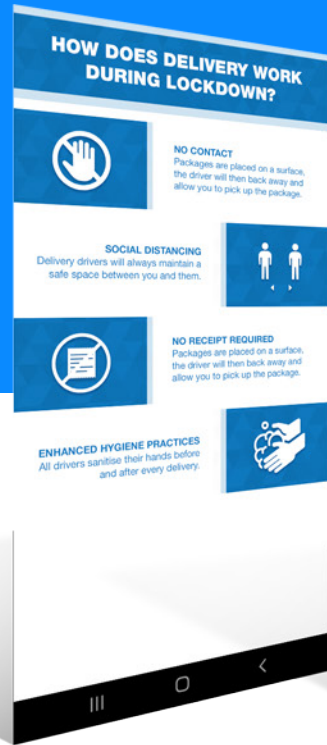 HOW DOES DELIVERY WORK
DURING LOCKDOWN?
NO CONTACT
Packages are placed on a surface,
the driver will then back away and
allow you to pick up the package.
SOCIAL DISTANCING
Delivery drivers will always maintain a
safe space between you and them.
NO RECEIPT REQUIRED
Packages are placed on a surface,
the driver will then back away and
allow you to pick up the package.
ENHANCED HYGIENE PRACTICES
All drivers sanitise their hands before
and after every delivery.